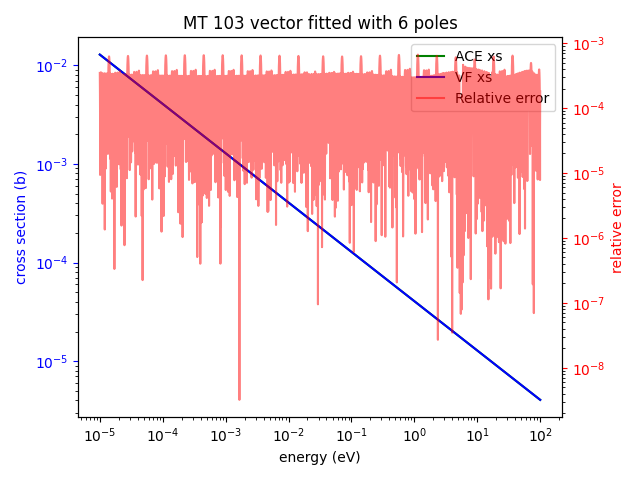 MT 103 vector fitted with 6 poles
ACE xs
VF xs
Relative error
cross section (b)
10⁻²
10⁻³
10⁻⁴
10⁻⁵
10⁻³
10⁻⁴
10⁻⁵
10⁻⁶
10⁻⁷
10⁻⁸
relative error
10⁻⁵ 10⁻⁴ 10⁻³ 10⁻² 10⁻¹ 10⁰ 10¹ 10²
energy (eV)